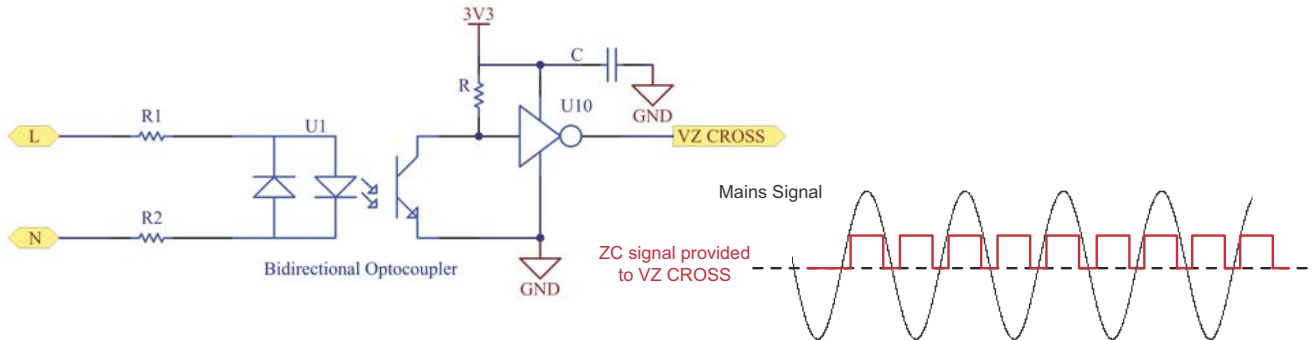 3V3
C
R
U10
GND
R1
U1
L
VZ CROSS
R2
N
Bidirectional Optocoupler
GND
Mains Signal
ZC signal provided
to VZ CROSS